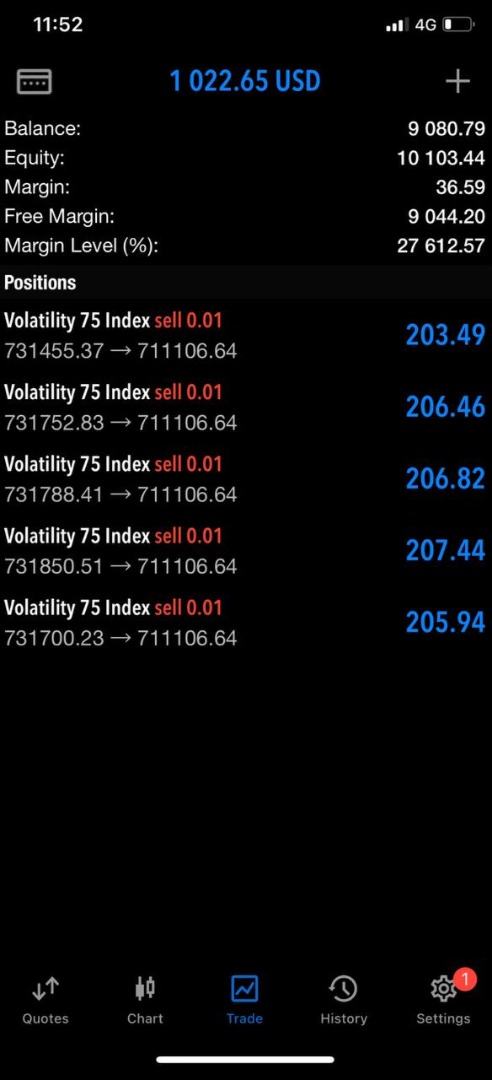 11:52 4G
1 022.65 USD
Balance: 9 080.79
Equity: 10 103.44
Margin: 36.59
Free Margin: 9 044.20
Margin Level (%): 27 612.57
Positions
Volatility 75 Index sell 0.01
731455.37 → 711106.64 203.49
Volatility 75 Index sell 0.01
731752.83 → 711106.64 206.46
Volatility 75 Index sell 0.01
731788.41 → 711106.64 206.82
Volatility 75 Index sell 0.01
731850.51 → 711106.64 207.44
Volatility 75 Index sell 0.01
731700.23 → 711106.64 205.94
1
Quotes Chart Trade History Settings